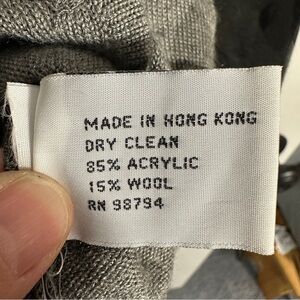 MADE IN HONG KONG
DRY CLEAN
85% ACRYLIC
15% WOOL
RN 98794